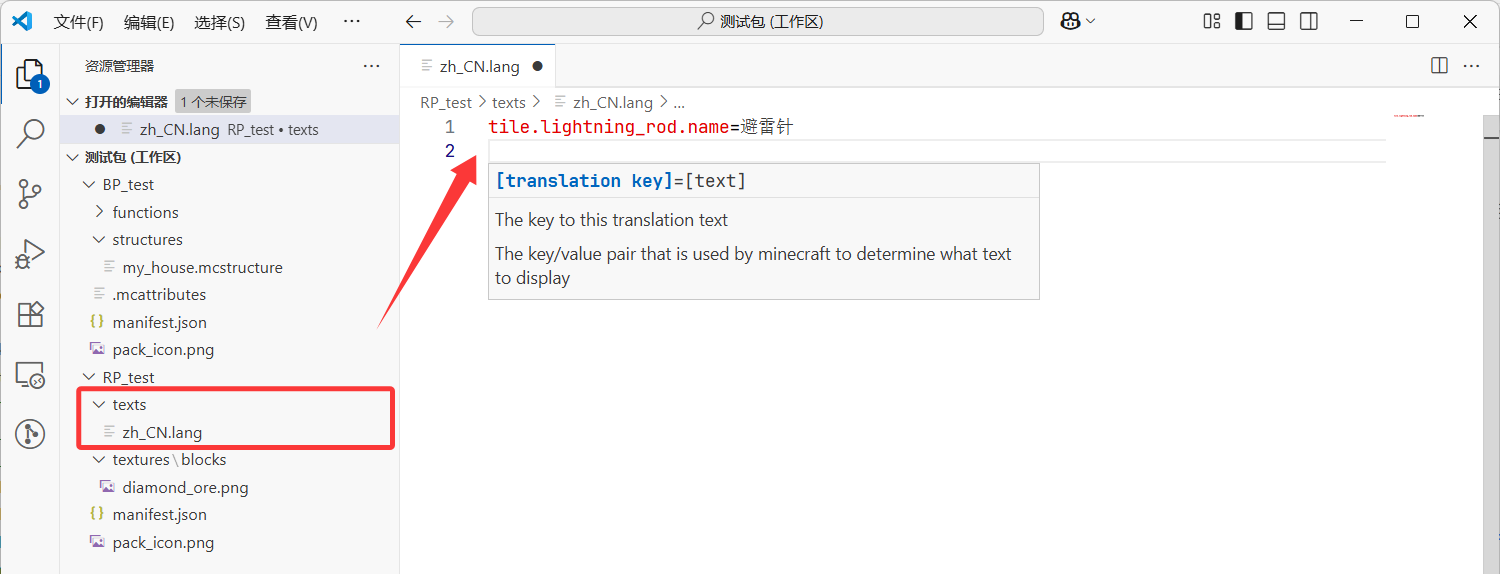 文件(F) 编辑(E) 选择(S) 查看(V) ··· 测试包 (工作区)
资源管理器 ···
打开的编辑器 1 个未保存
zh_CN.lang RP_test • texts
测试包 (工作区)
BP_test
functions
structures
my_house.mcstructure
.mcattributes
manifest.json
pack_icon.png
RP_test
texts
zh_CN.lang
textures\blocks
diamond_ore.png
manifest.json
pack_icon.png
1
zh_CN.lang
RP_test > texts > zh_CN.lang > ...
1 tile.lightning_rod.name=避雷针
2
[translation key]=[text]
The key to this translation text
The key/value pair that is used by minecraft to determine what text
to display